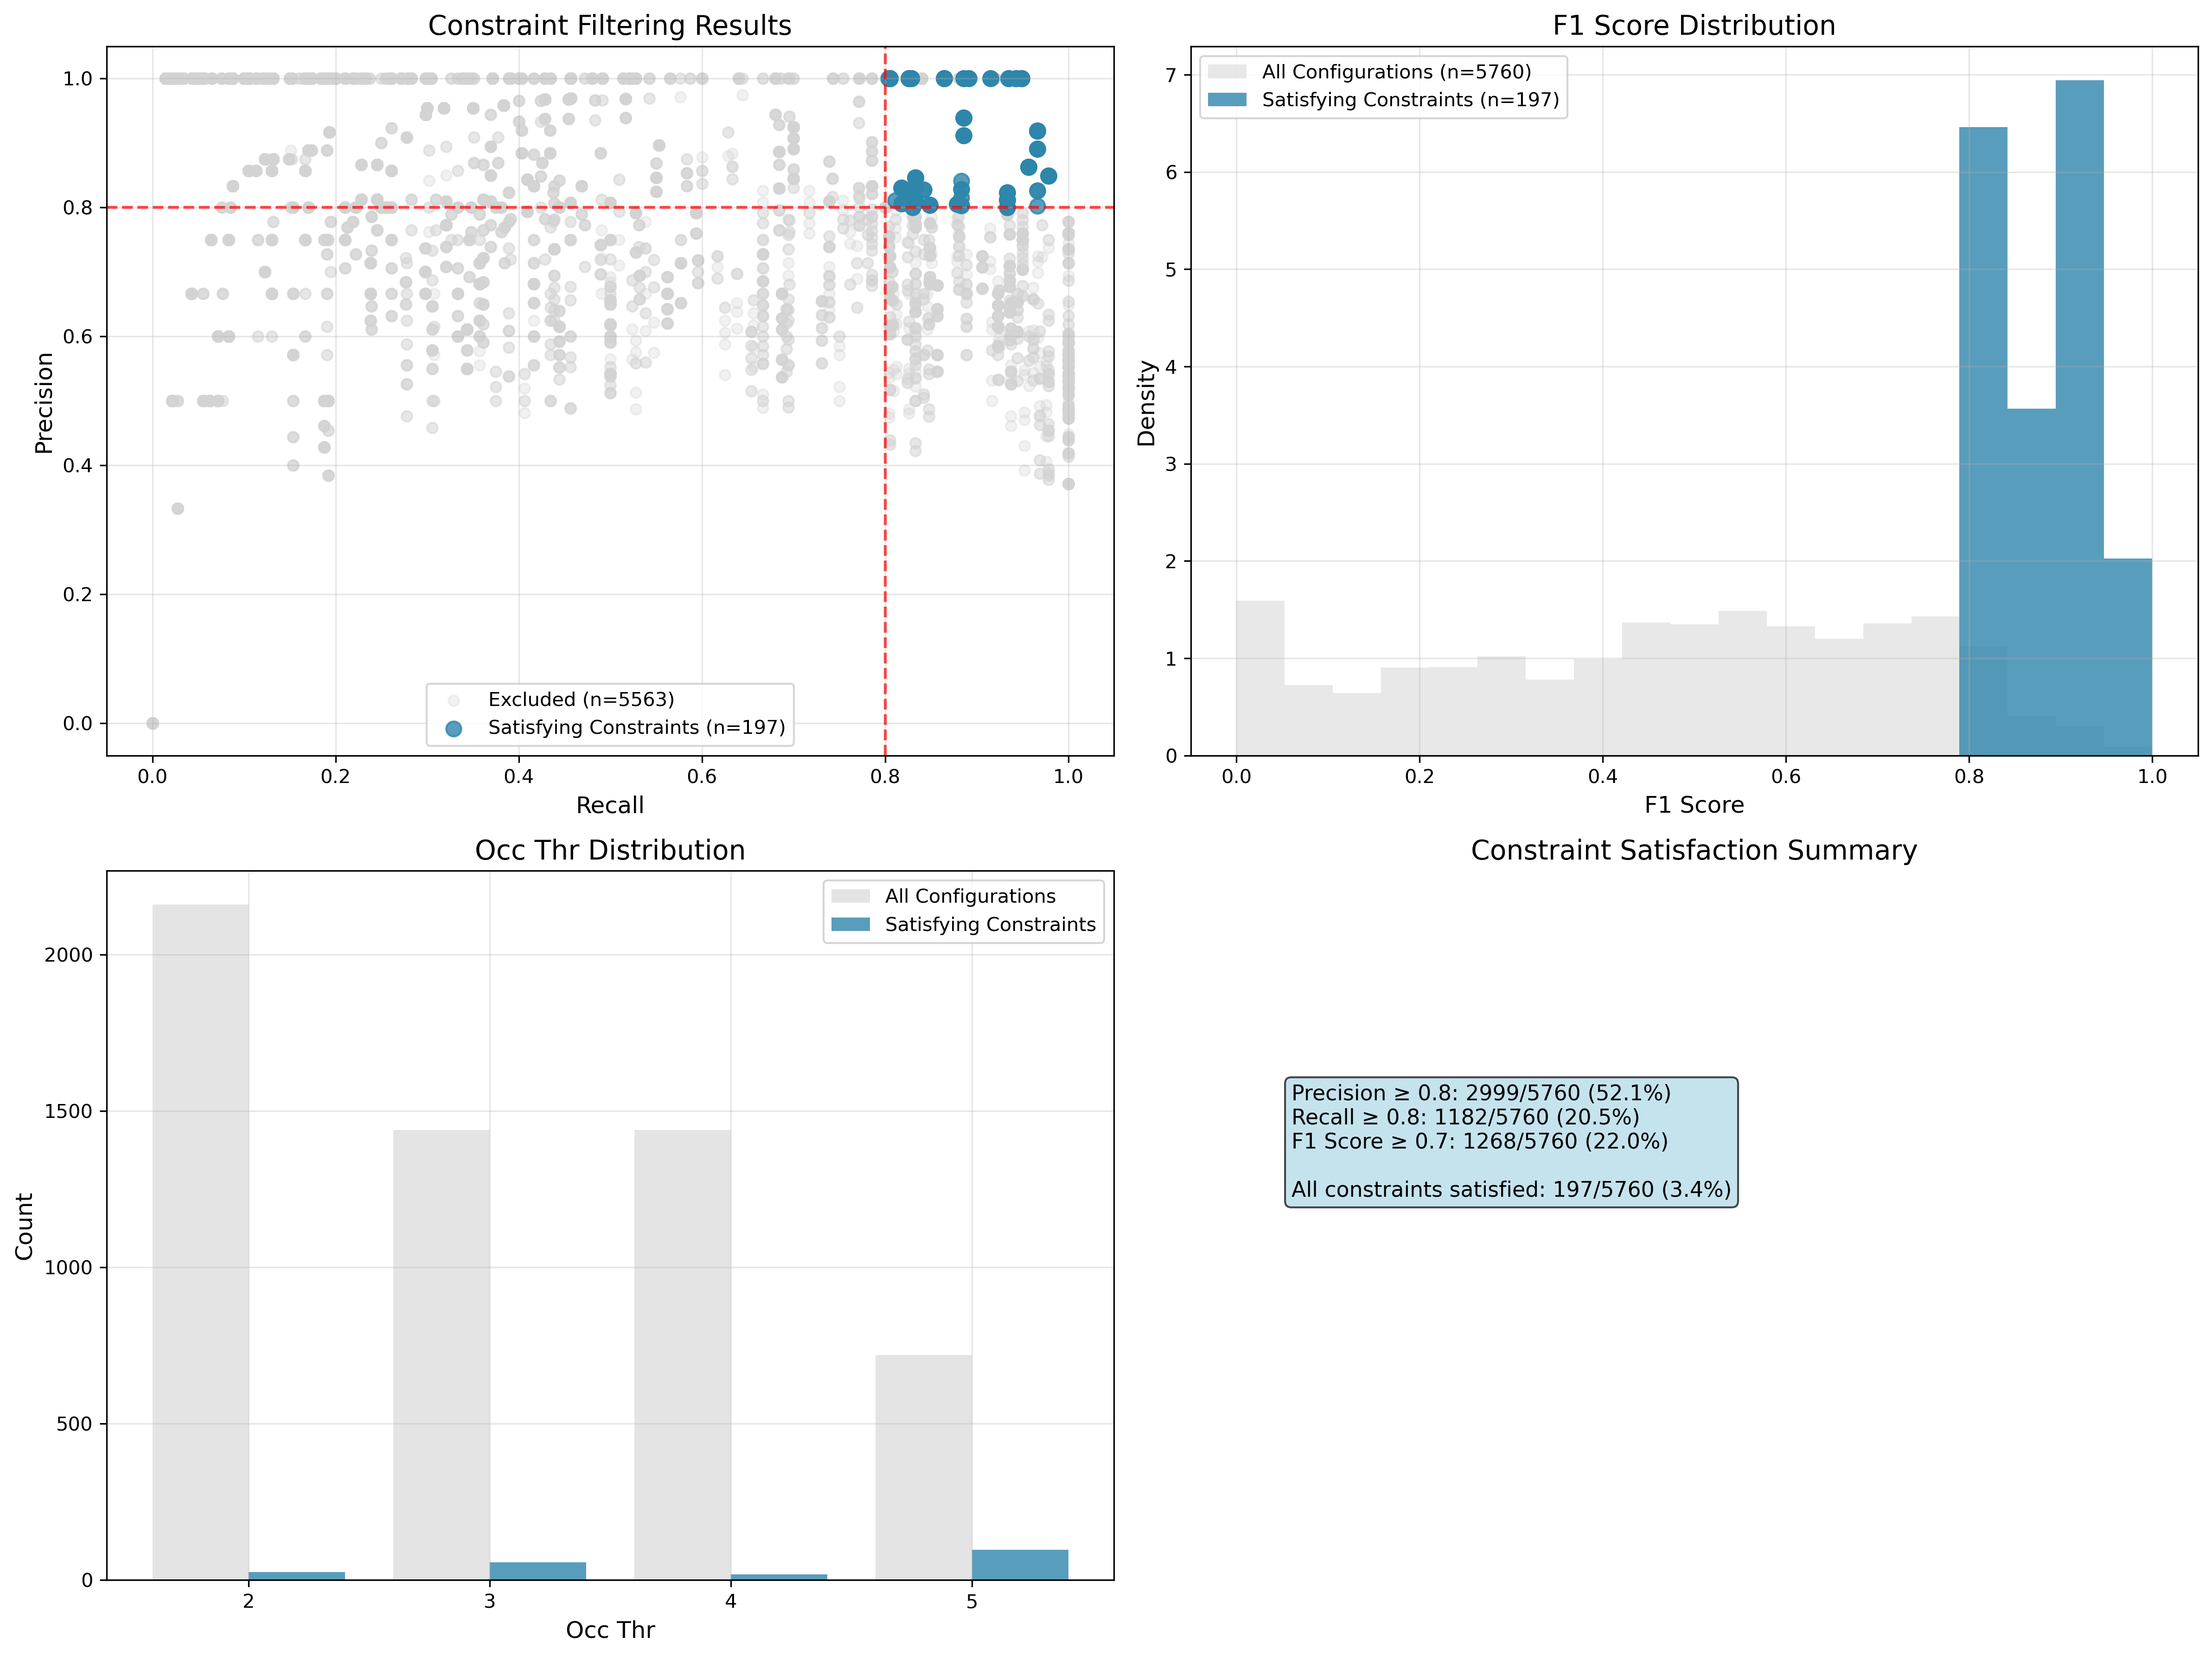 Constraint Filtering Results
1.0
0.8
0.6
0.4
0.2
0.0
Precision
Excluded (n=5563)
Satisfying Constraints (n=197)
0.0 0.2 0.4 0.6 0.8 1.0
Recall
F1 Score Distribution
7
6
5
4
3
2
1
0
Density
All Configurations (n=5760)
Satisfying Constraints (n=197)
0.0 0.2 0.4 0.6 0.8 1.0
F1 Score
Occ Thr Distribution
2000
1500
1000
500
0
Count
All Configurations
Satisfying Constraints
2 3 4 5
Occ Thr
Constraint Satisfaction Summary
Precision ≥ 0.8: 2999/5760 (52.1%)
Recall ≥ 0.8: 1182/5760 (20.5%)
F1 Score ≥ 0.7: 1268/5760 (22.0%)
All constraints satisfied: 197/5760 (3.4%)